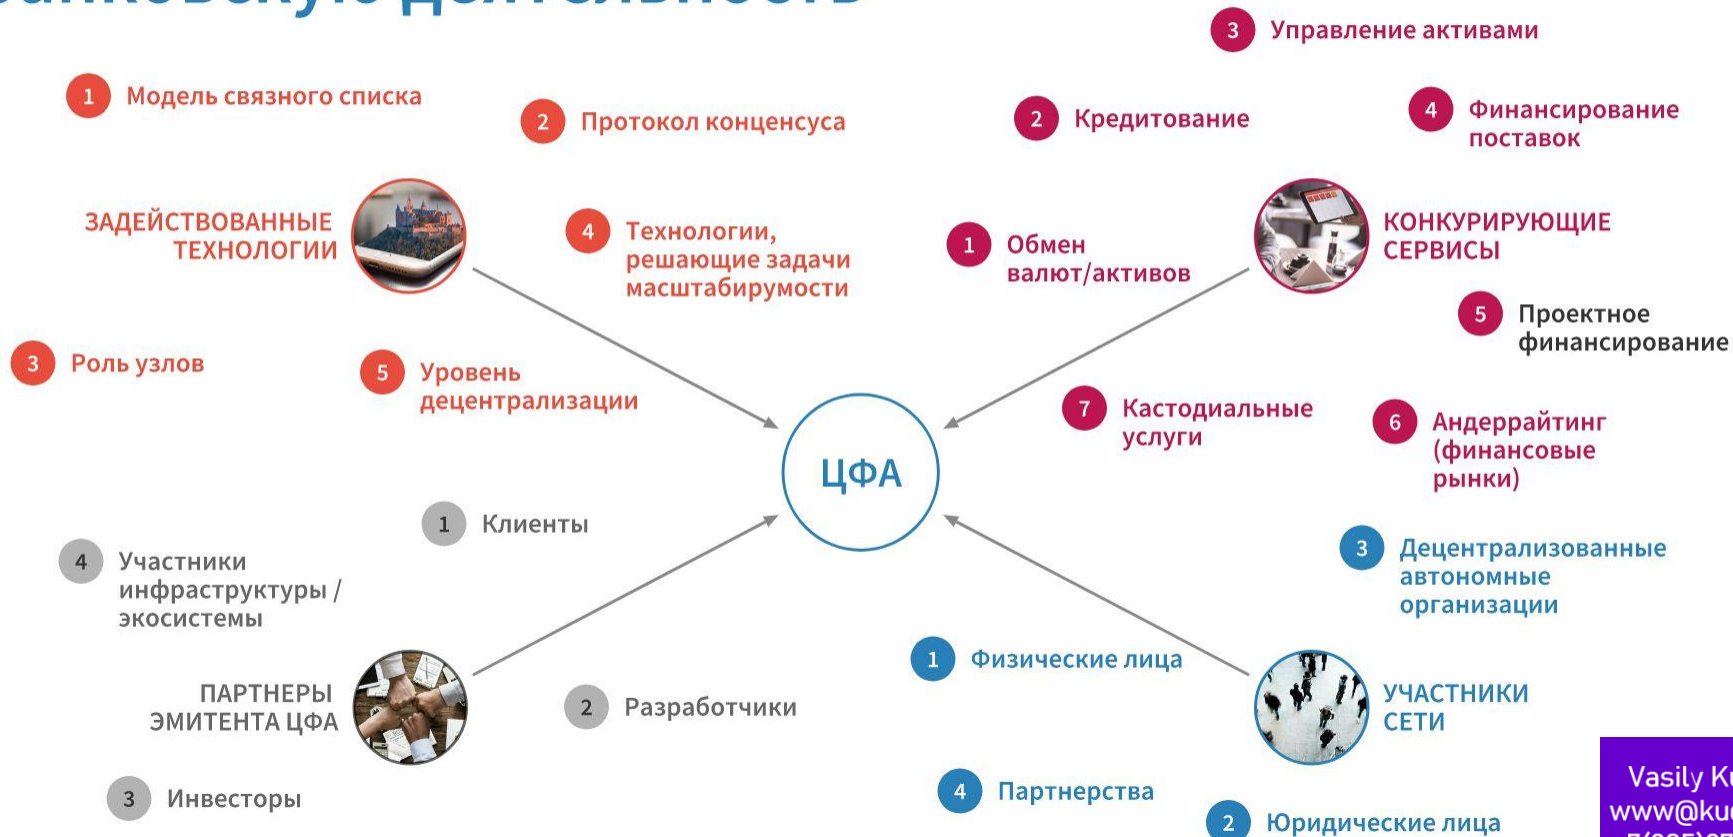 деятельность
3 Управление активами
1 Модель связного списка
2 Протокол конценсуса
2 Кредитование
4 Финансирование
поставок
ЗАДЕЙСТВОВАННЫЕ
ТЕХНОЛОГИИ
4 Технологии,
решающие задачи
масштабирумости
1 Обмен
валют/активов
КОНКУРИРУЮЩИЕ
СЕРВИСЫ
5 Проектное
финансирование
3 Роль узлов
5 Уровень
децентрализации
7 Кастодиальные
услуги
6 Андеррайтинг
(финансовые
рынки)
ЦФА
1 Клиенты
4 Участники
инфраструктуры /
экосистемы
3 Децентрализованные
автономные
организации
ПАРТНЕРЫ
ЭМИТЕНТА ЦФА
2 Разработчики
1 Физические лица
УЧАСТНИКИ
СЕТИ
3 Инвесторы
4 Партнерства
2 Юридические лица
Vasily